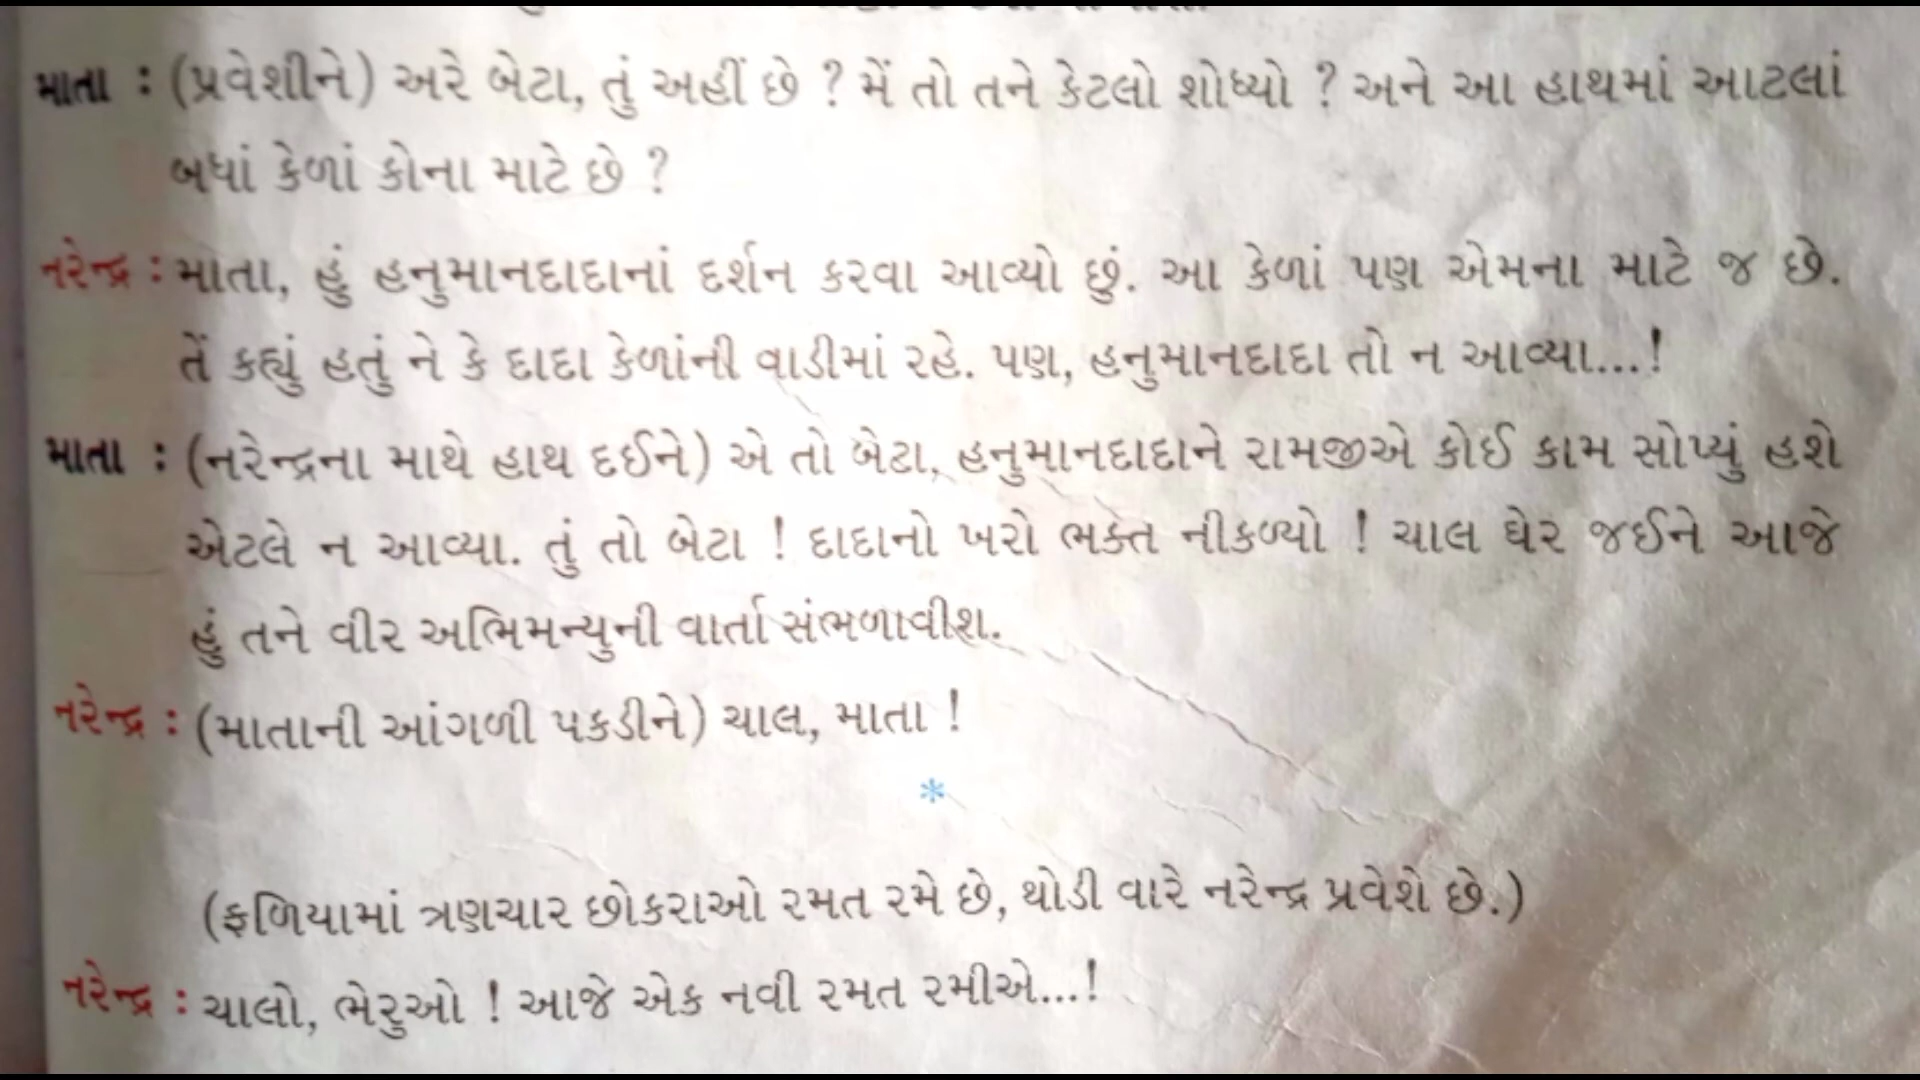 માતા : (પ્રવેશીને) અરે બેટા, તું અહીં છે ? મેં તો તને કેટલો શોધ્યો ? અને આ હાથમાં આટલાં
બધાં કેળાં કોના માટે છે ?
નરેન્દ્ર : માતા, હું હનુમાનદાદાનાં દર્શન કરવા આવ્યો છું. આ કેળાં પણ એમના માટે જ છે.
તેં કહ્યું હતું ને કે દાદા કેળાંની વાડીમાં રહે. પણ, હનુમાનદાદા તો ન આવ્યા...!
માતા : (નરેન્દ્રના માથે હાથ દઈને) એ તો બેટા, હનુમાનદાદાને રામજીએ કોઈ કામ સોપ્યું હશે
એટલે ન આવ્યા. તું તો બેટા ! દાદાનો ખરો ભક્ત નીકળ્યો ! ચાલ ઘેર જઈને આજે
હું તને વીર અભિમન્યુની વાર્તા સંભળાવીશ.
નરેન્દ્ર : (માતાની આંગળી પકડીને) ચાલ, માતા !
*
(ફળિયામાં ત્રણચાર છોકરાઓ રમત રમે છે, થોડી વારે નરેન્દ્ર પ્રવેશે છે.)
નરેન્દ્ર : ચાલો, ભેરુઓ ! આજે એક નવી રમત રમીએ...!